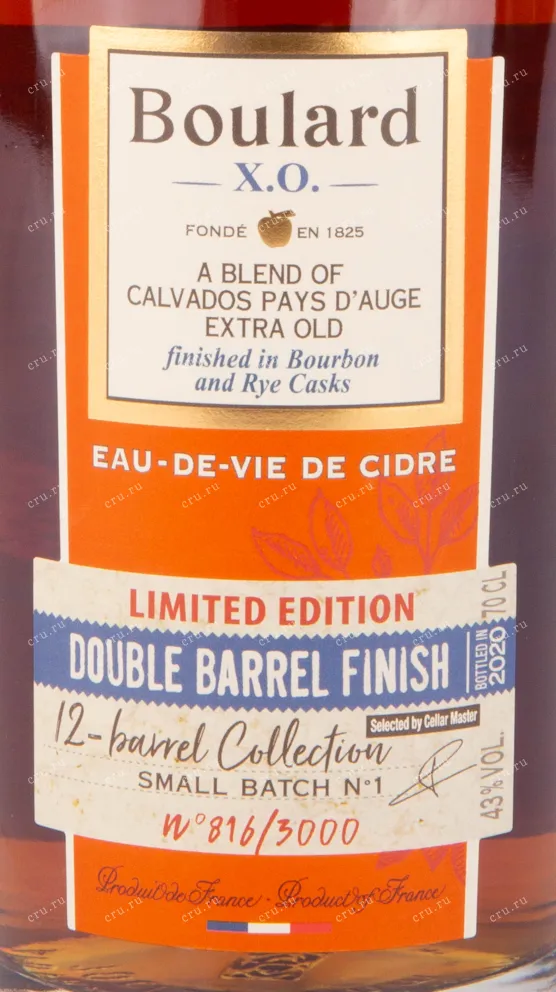 Boulard
X.O.
FONDÉ EN 1825
A BLEND OF
CALVADOS PAYS D'AUGE
EXTRA OLD
finished in Bourbon
and Rye Casks
EAU-DE-VIE DE CIDRE
LIMITED EDITION
DOUBLE BARREL FINISH
BOTTLED IN
2020
70 CL
12-barrel Collection
Selected by Cellar Master
SMALL BATCH N°1
43% VOL.
N°816/3000
Produit de France - Product of France
cru.ru